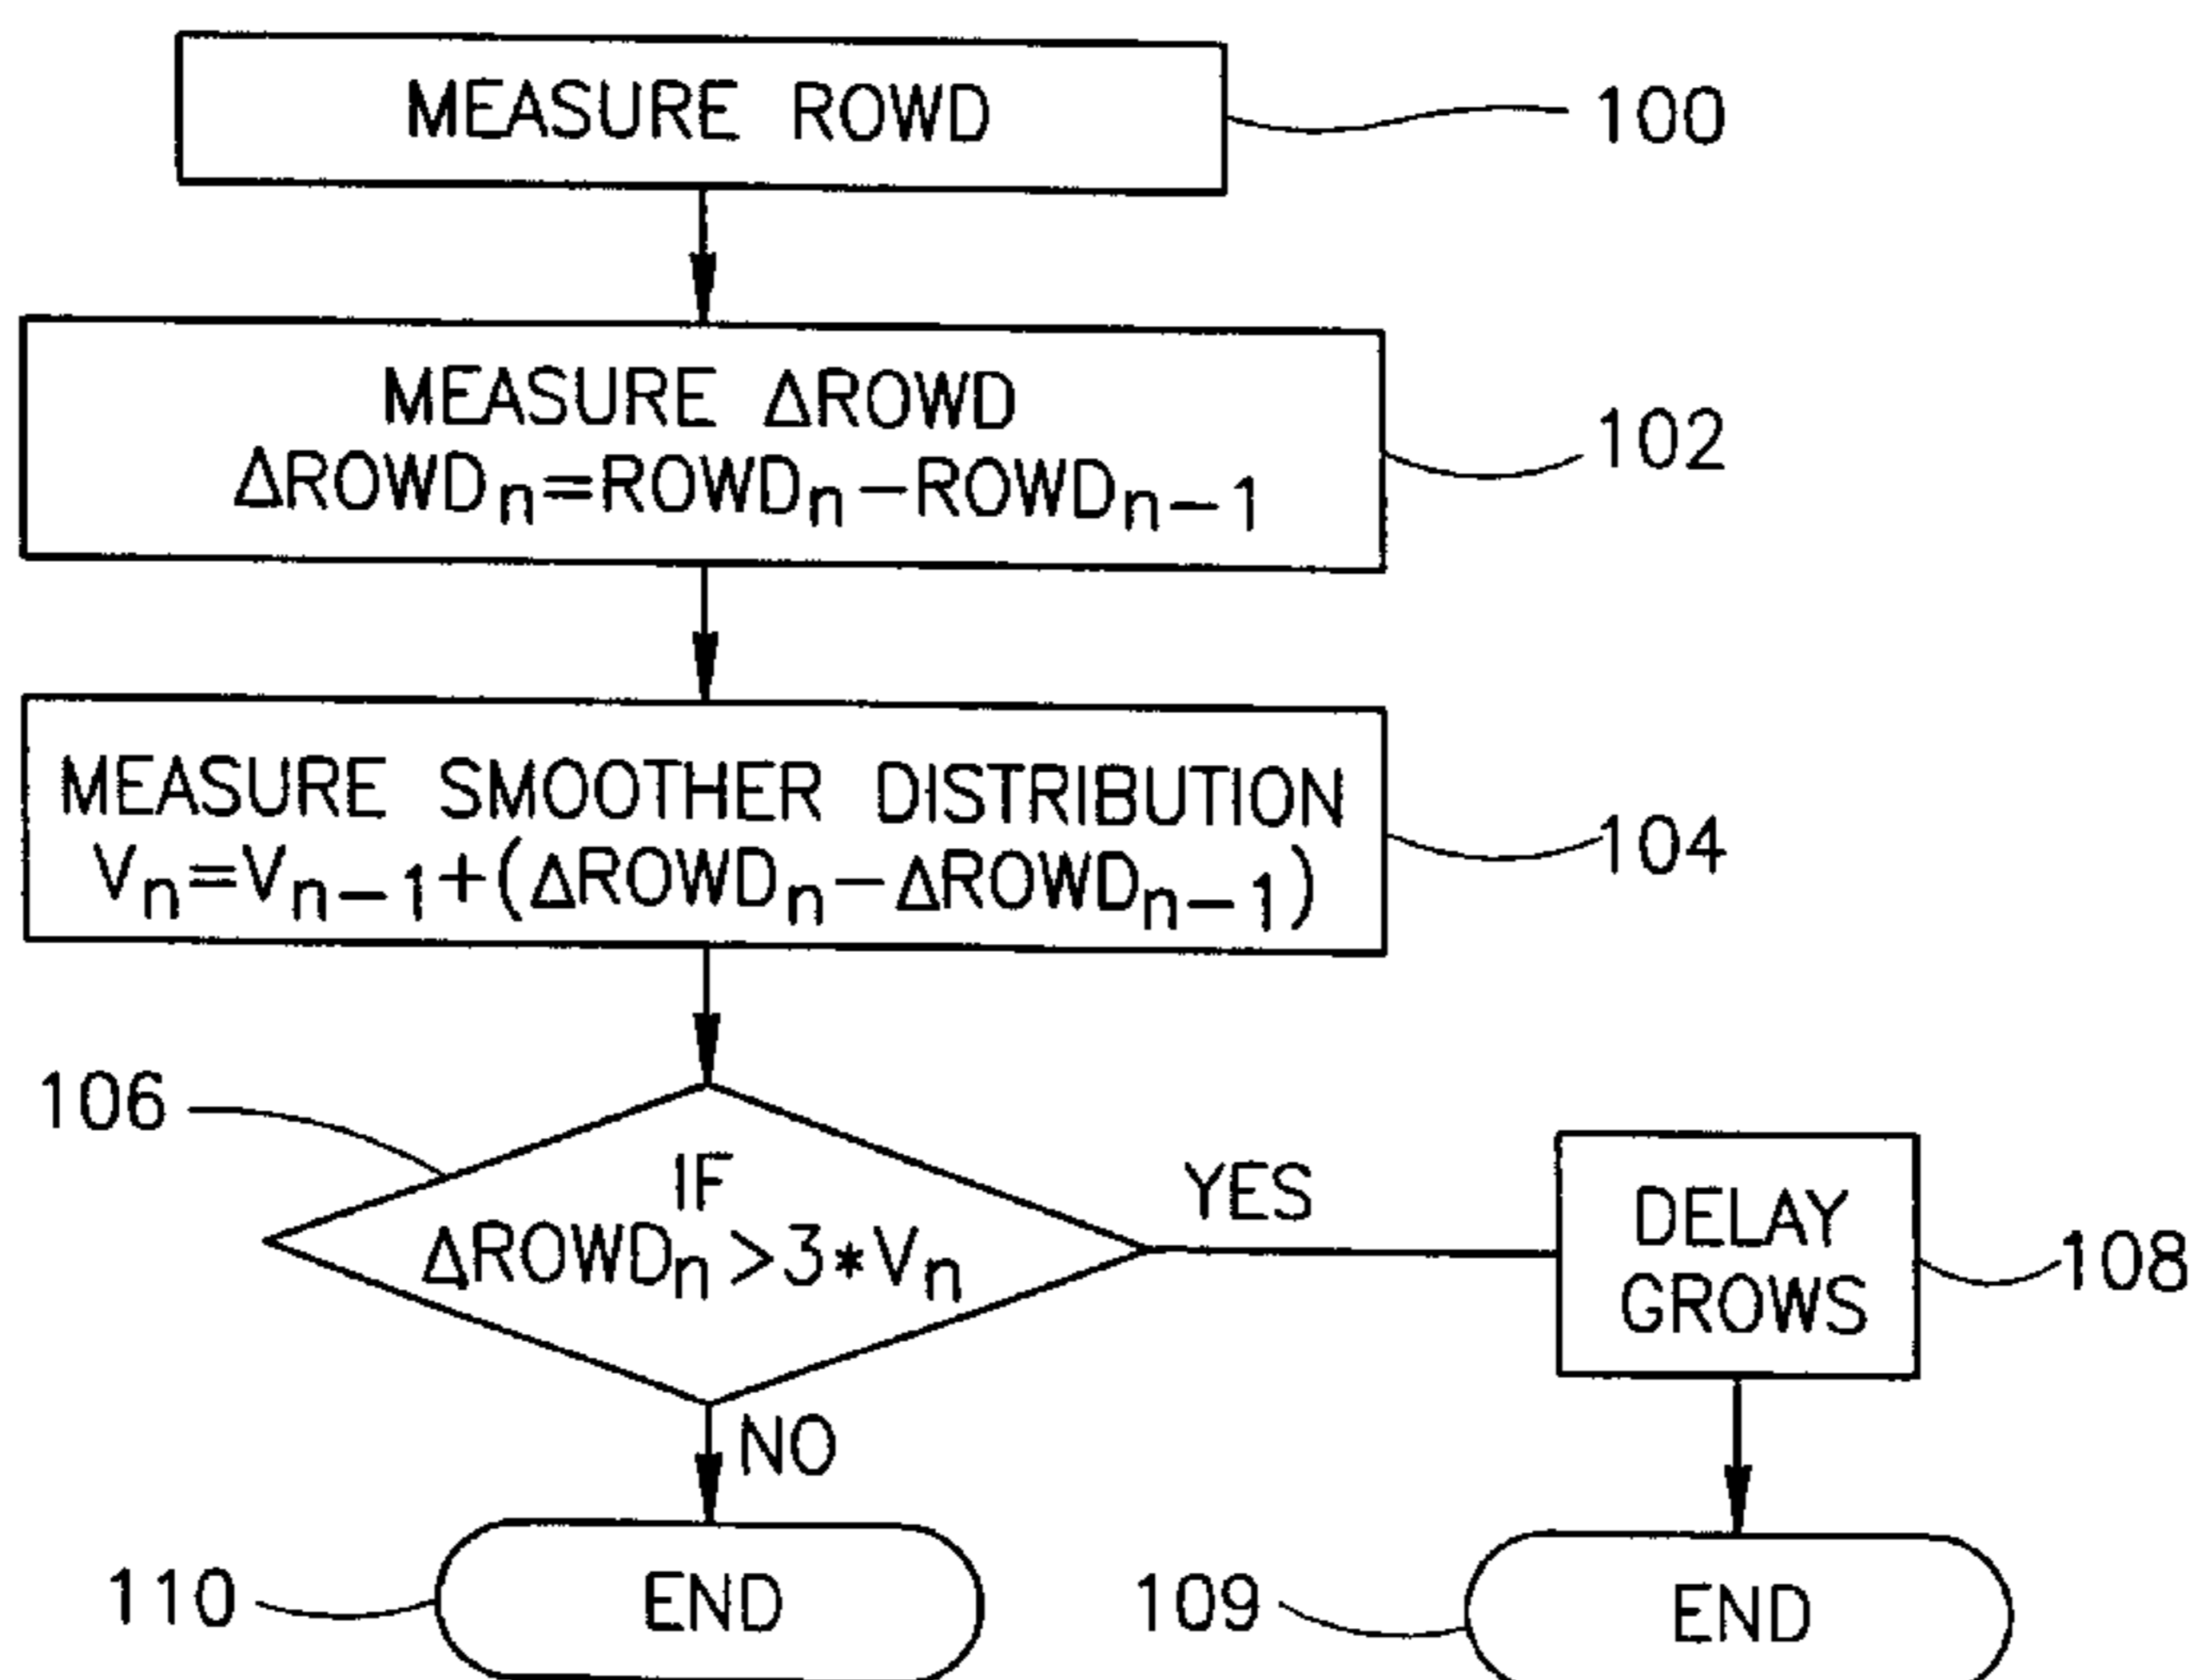 MEASURE ROWD
100
MEASURE ΔROWD
ΔROWDn=ROWDn-ROWDn-1
102
MEASURE SMOOTHER DISTRIBUTION
Vn=Vn-1+(ΔROWDn-ΔROWDn-1)
104
106
IF
ΔROWDn>3*Vn
YES
DELAY
GROWS
108
NO
110
END
109
END